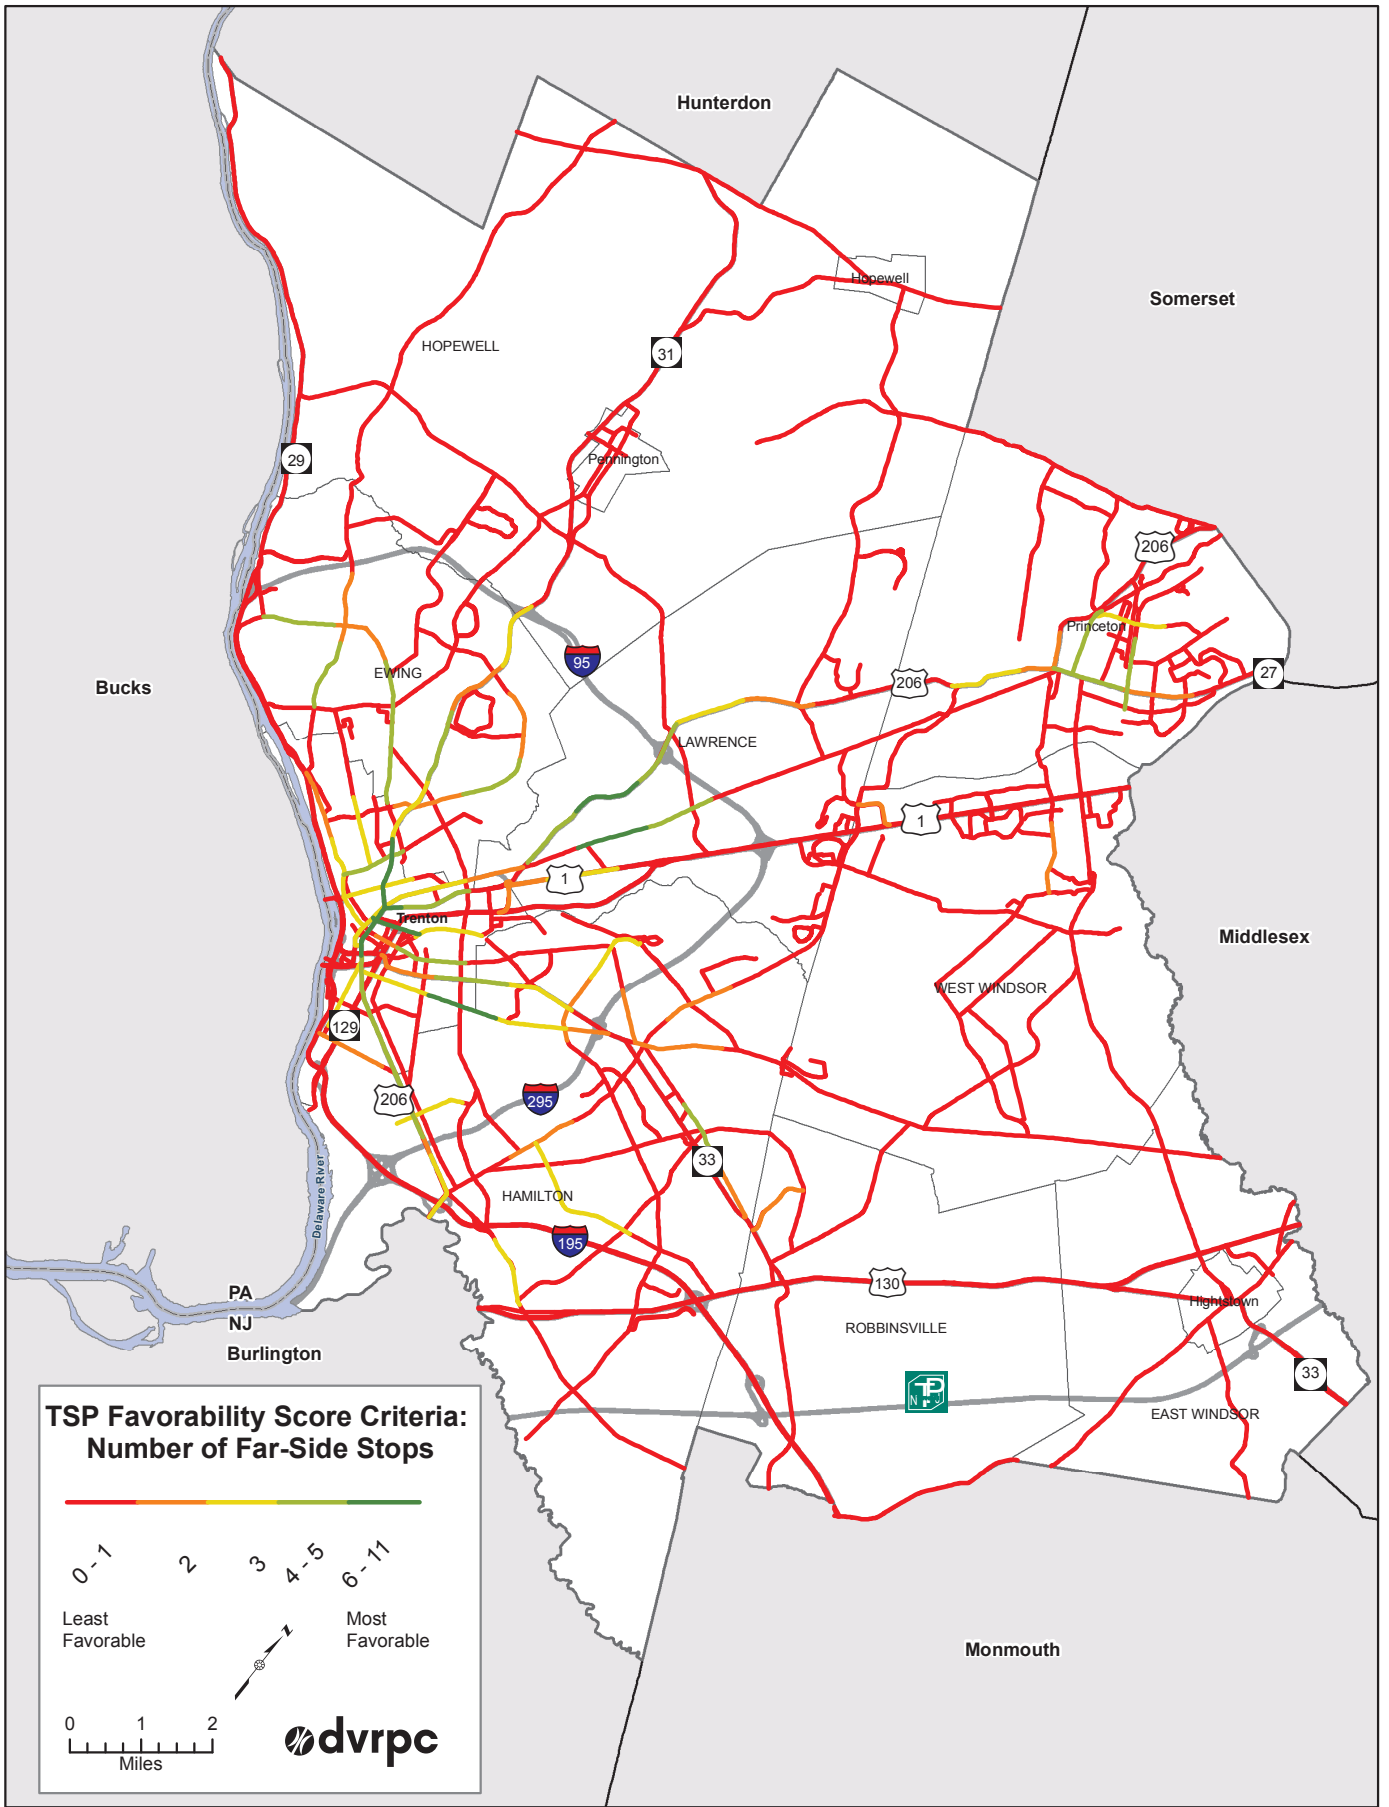 Hunterdon
Hopewell
Somerset
HOPEWELL
31
29
Pennington
206
Princeton
EWING
95
Bucks
206
27
LAWRENCE
1
1
Trenton
Middlesex
WEST WINDSOR
129
206
295
33
Delaware River
HAMILTON
195
130
PA
NJ
Hightstown
ROBBINSVILLE
Burlington
33
N TP J
EAST WINDSOR
TSP Favorability Score Criteria:
Number of Far-Side Stops
0 - 1
2
3
4 - 5
6 - 11
Least
Favorable
Most
Favorable
N
Monmouth
0 1 2
Miles
dvrpc